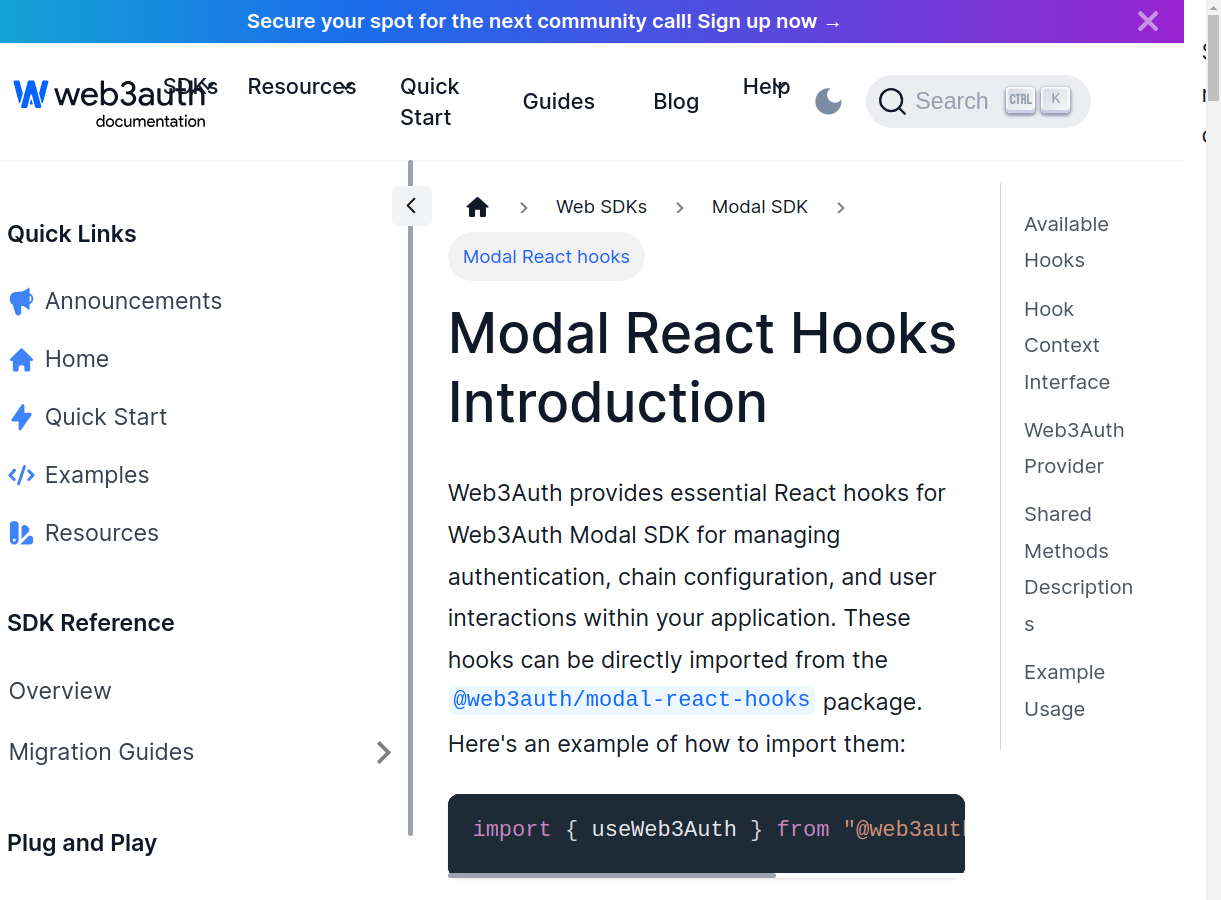 Secure your spot for the next community call! Sign up now →
web3auth
documentation
SDKs
Resources
Quick
Start
Guides
Blog
Help
Search
CTRL
K
Quick Links
Announcements
Home
Quick Start
Examples
Resources
SDK Reference
Overview
Migration Guides
Plug and Play
Web SDKs
Modal SDK
Modal React hooks
Modal React Hooks
Introduction
Web3Auth provides essential React hooks for
Web3Auth Modal SDK for managing
authentication, chain configuration, and user
interactions within your application. These
hooks can be directly imported from the
@web3auth/modal-react-hooks package.
Here's an example of how to import them:
import { useWeb3Auth } from "@web3auth
Available
Hooks
Hook
Context
Interface
Web3Auth
Provider
Shared
Methods
Description
s
Example
Usage